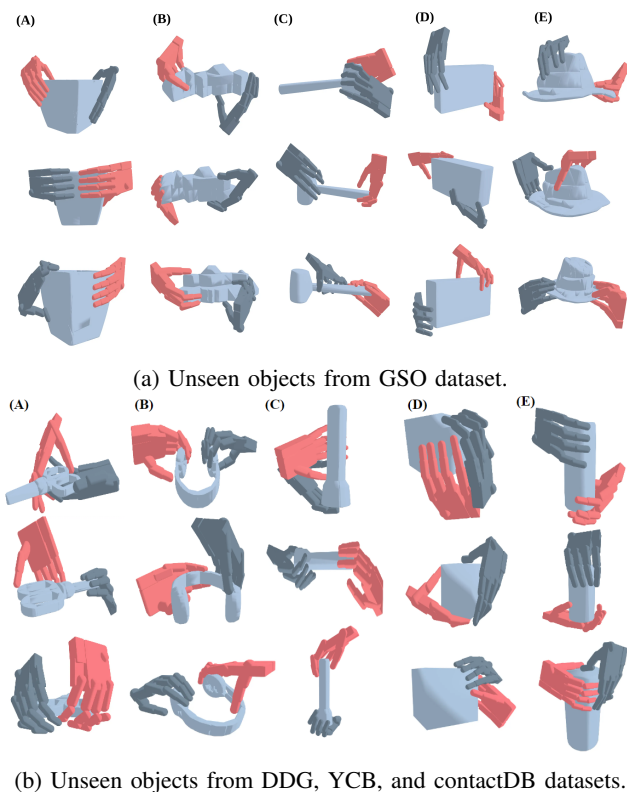 (A) (B) (C) (D) (E)
(a) Unseen objects from GSO dataset.
(A) (B) (C) (D) (E)
(b) Unseen objects from DDG, YCB, and contactDB datasets.